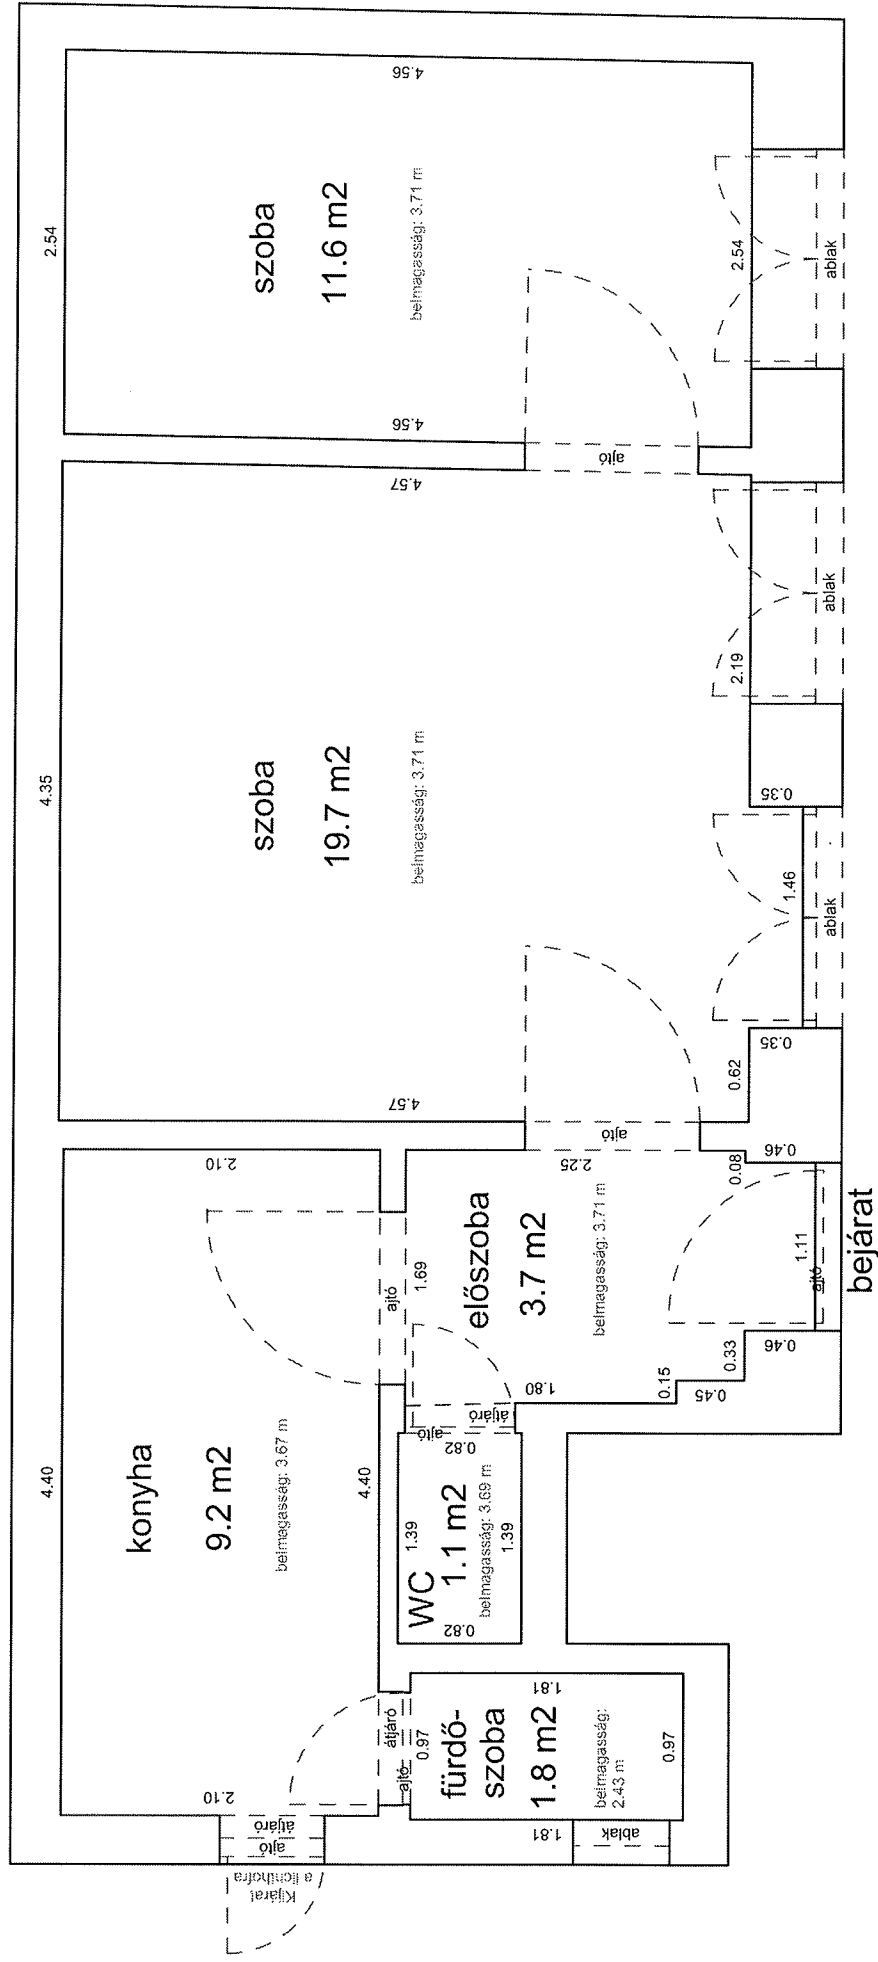 4.40
4.35
2.54
konyha
9.2 m2
belmagasság: 3.67 m
2.10
2.10
4.40
ajtó
átjáró
Kijárat
a lichthofra
átjáró
ajtó
0.97
fürdő-
szoba
1.8 m2
belmagasság:
2.43 m
1.81
1.81
0.97
ablak
WC
1.1 m2
belmagasság: 3.69 m
1.39
1.39
0.82
0.82
ajtó
átjáró
ajtó
1.69
előszoba
3.7 m2
belmagasság: 3.71 m
2.25
1.80
0.15
0.45
0.33
0.46
1.11
ajtó
0.08
0.46
bejárat
szoba
19.7 m2
belmagasság: 3.71 m
4.57
4.57
ajtó
0.62
0.35
1.46
ablak
0.35
2.19
ablak
szoba
11.6 m2
belmagasság: 3.71 m
4.56
4.56
ajtó
2.54
ablak